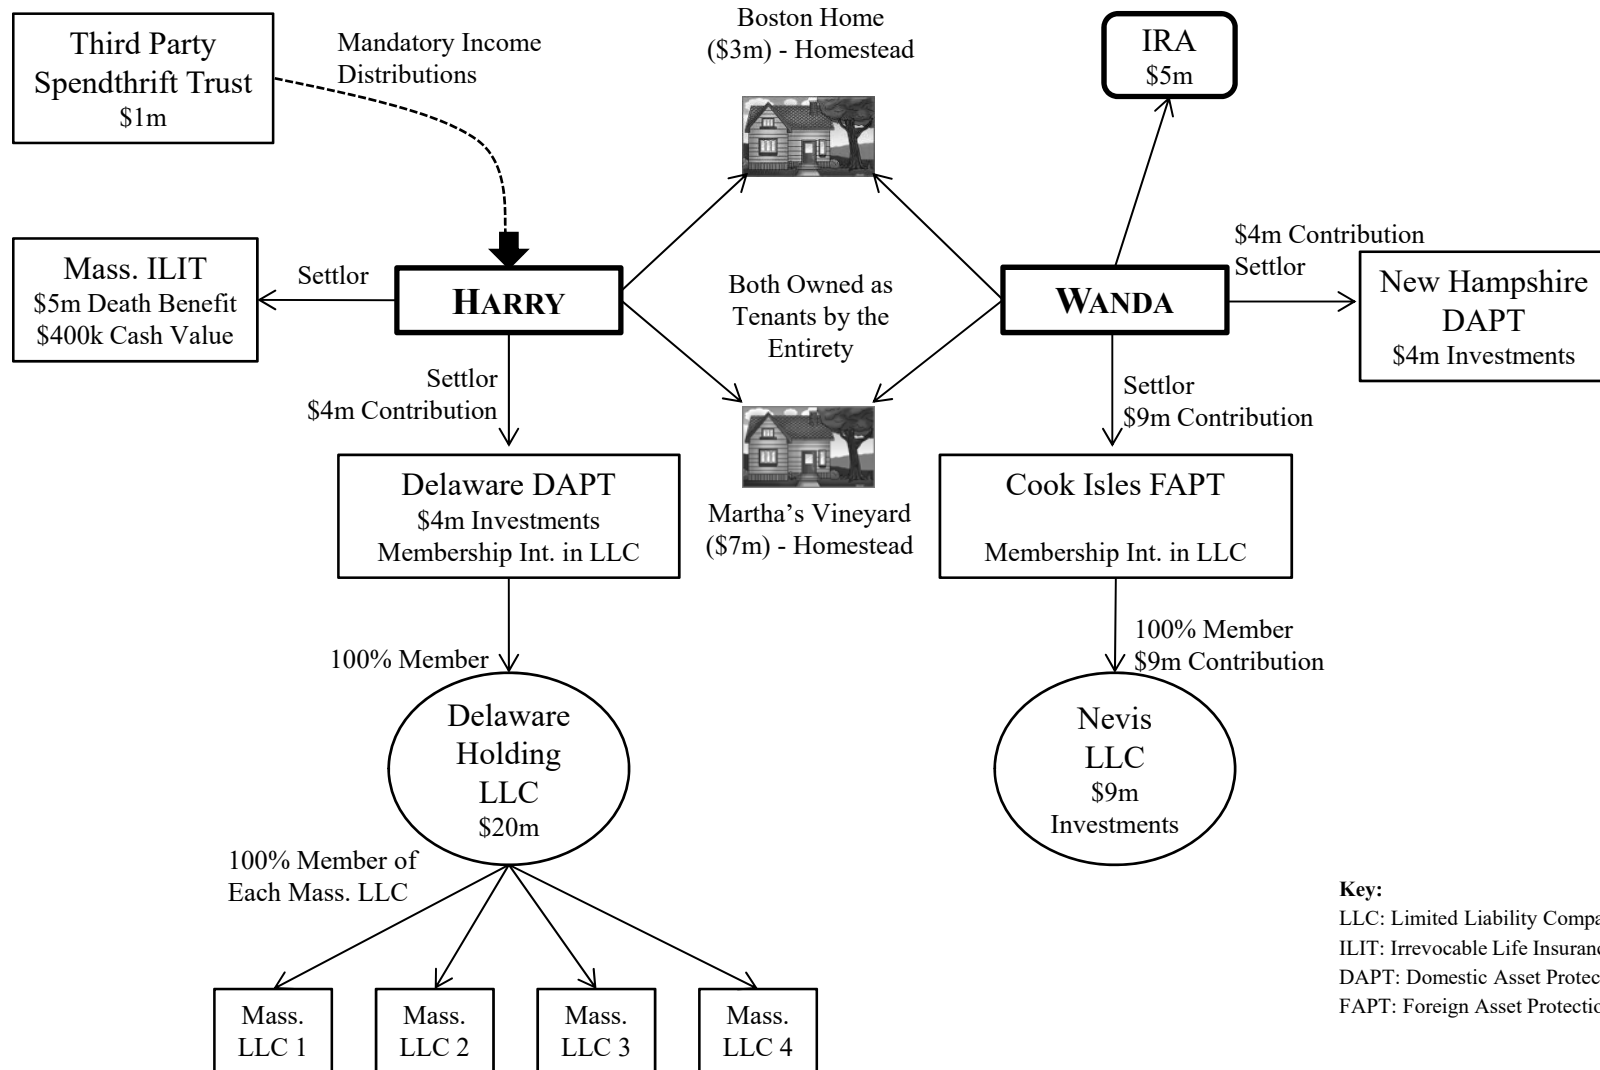 Third Party
Spendthrift Trust
$1m
Mandatory Income
Distributions
Boston Home
($3m) - Homestead
IRA
$5m
Mass. ILIT
$5m Death Benefit
$400k Cash Value
Settlor
HARRY
Both Owned as
Tenants by the
Entirety
WANDA
$4m Contribution
Settlor
New Hampshire
DAPT
$4m Investments
Settlor
$4m Contribution
Settlor
$9m Contribution
Delaware DAPT
$4m Investments
Membership Int. in LLC
Martha’s Vineyard
($7m) - Homestead
Cook Isles FAPT
Membership Int. in LLC
100% Member
100% Member
$9m Contribution
Delaware
Holding
LLC
$20m
Nevis
LLC
$9m
Investments
100% Member of
Each Mass. LLC
Mass.
LLC 1
Mass.
LLC 2
Mass.
LLC 3
Mass.
LLC 4
Key:
LLC: Limited Liability
ILIT: Irrevocable Life
DAPT: Domestic Asset
FAPT: Foreign Asset